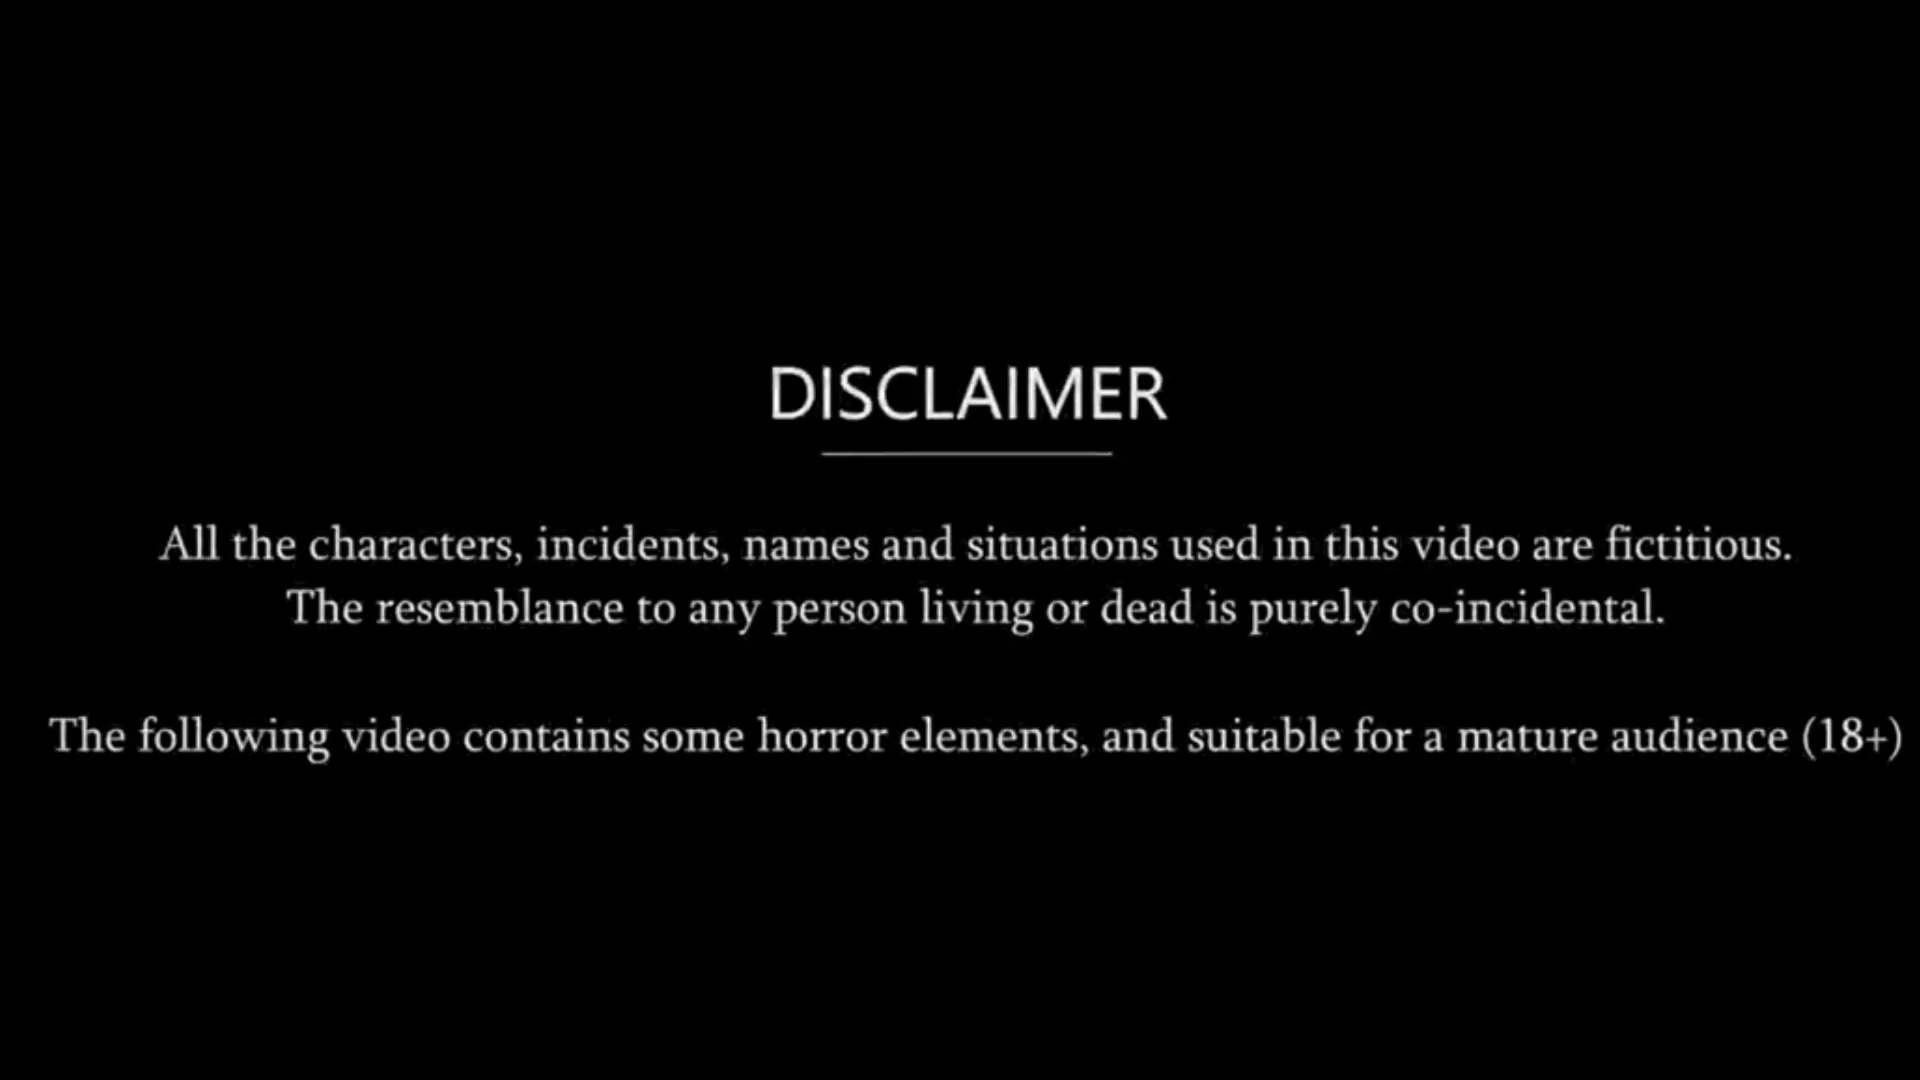 DISCLAIMER
All the characters, incidents, names and situations used in this video are fictitious.
The resemblance to any person living or dead is purely co-incidental.
The following video contains some horror elements, and suitable for a mature audience (18+)